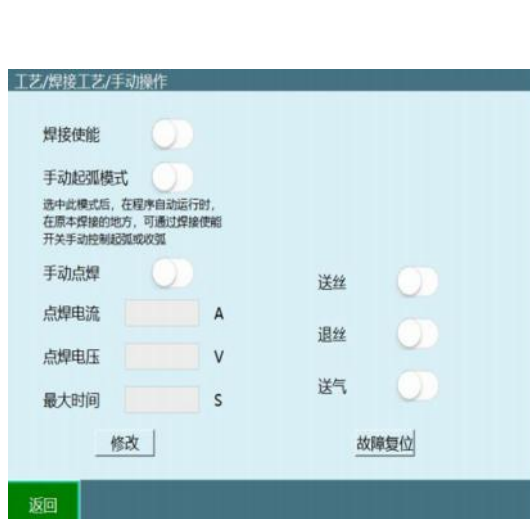 工艺/焊接工艺/手动操作
焊接使能
手动起弧模式
选中此模式后，在程序自动运行时，
在原本焊接的地方，可通过焊接使能
开关手动控制起弧或收弧
手动点焊
点焊电流 A
点焊电压 V
最大时间 S
修改
送丝
退丝
送气
故障复位
返回